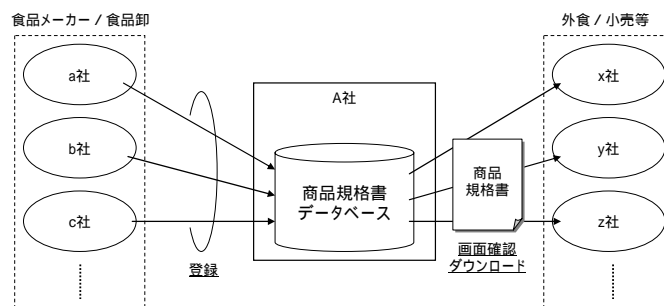 食品メーカー / 食品卸
外食 / 小売等
a社
b社
c社
登録
A社
商品規格書
データベース
商品
規格書
画面確認
ダウンロード
x社
y社
z社